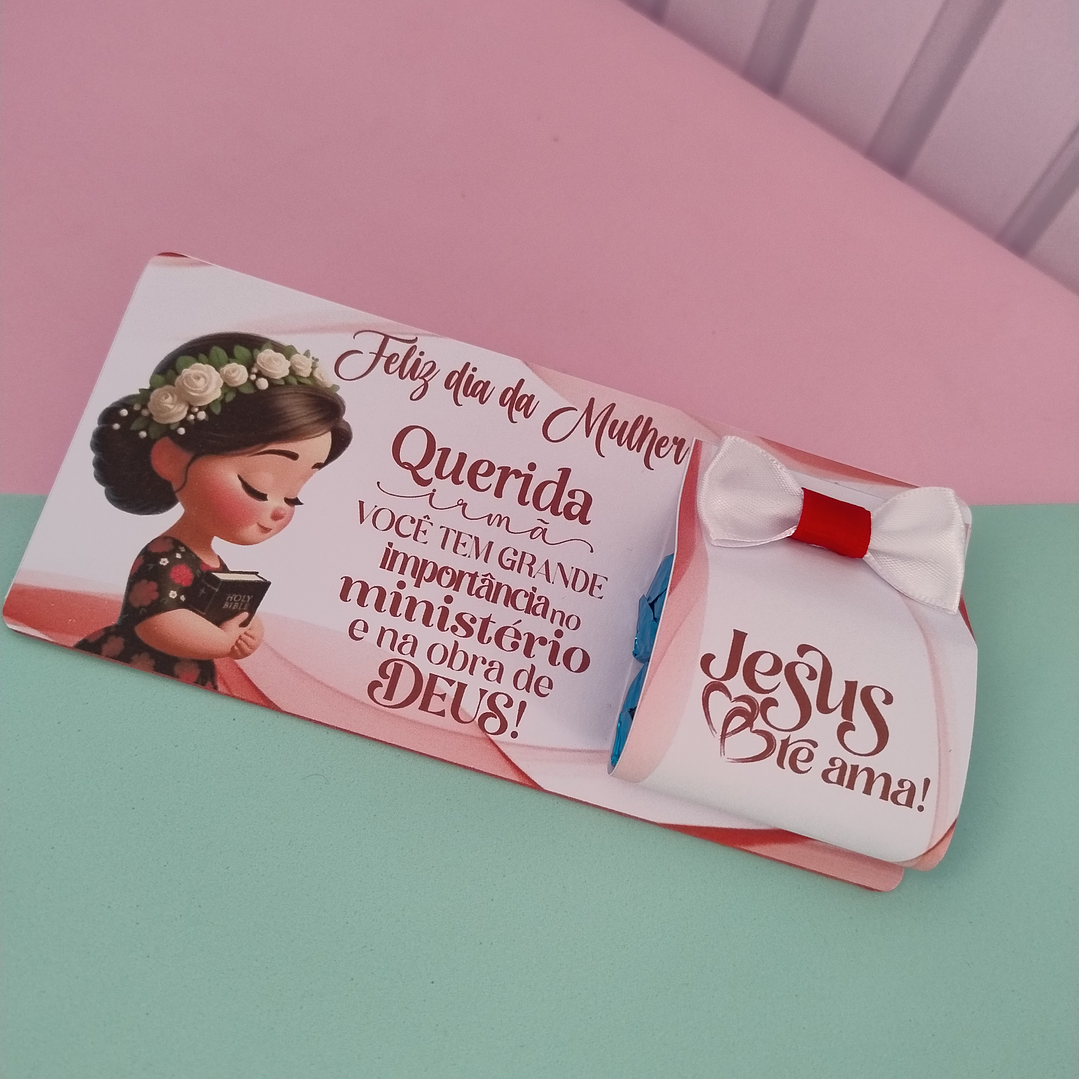 Feliz dia da Mulher
Querida
irmã
VOCÊ TEM GRANDE
importância no
ministério
e na obra de
DEUS!
HOLY
BIBLE
Jesus
te ama!